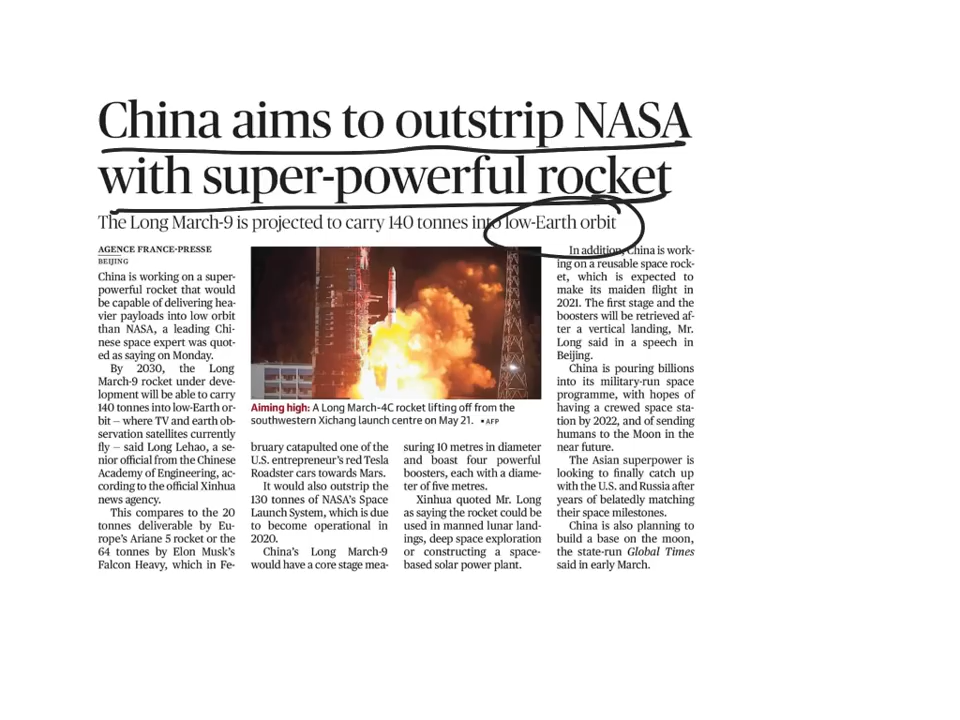 China aims to outstrip NASA
with super-powerful rocket
The Long March-9 is projected to carry 140 tonnes into low-Earth orbit
AGENCE FRANCE-PRESSE
BEIJING
China is working on a super-
powerful rocket that would
be capable of delivering hea-
vier payloads into low orbit
than NASA, a leading Chi-
nese space expert was quot-
ed as saying on Monday.
By 2030, the Long
March-9 rocket under deve-
lopment will be able to carry
140 tonnes into low-Earth or-
bit – where TV and earth ob-
servation satellites currently
fly – said Long Lehao, a se-
nior official from the Chinese
Academy of Engineering, ac-
cording to the official Xinhua
news agency.
This compares to the 20
tonnes deliverable by Eu-
rope's Ariane 5 rocket or the
64 tonnes by Elon Musk's
Falcon Heavy, which in Fe-
Aiming high: A Long March-4C rocket lifting off from the
southwestern Xichang launch centre on May 21. ▪ AFP
bruary catapulted one of the
U.S. entrepreneur's red Tesla
Roadster cars towards Mars.
It would also outstrip the
130 tonnes of NASA's Space
Launch System, which is due
to become operational in
2020.
China's Long March-9
would have a core stage mea-
suring 10 metres in diameter
and boast four powerful
boosters, each with a diame-
ter of five metres.
Xinhua quoted Mr. Long
as saying the rocket could be
used in manned lunar land-
ings, deep space exploration
or constructing a space-
based solar power plant.
In addition, China is work-
ing on a reusable space rock-
et, which is expected to
make its maiden flight in
2021. The first stage and the
boosters will be retrieved af-
ter a vertical landing, Mr.
Long said in a speech in
Beijing.
China is pouring billions
into its military-run space
programme, with hopes of
having a crewed space sta-
tion by 2022, and of sending
humans to the Moon in the
near future.
The Asian superpower is
looking to finally catch up
with the U.S. and Russia after
years of belatedly matching
their space milestones.
China is also planning to
build a base on the moon,
the state-run Global Times
said in early March.